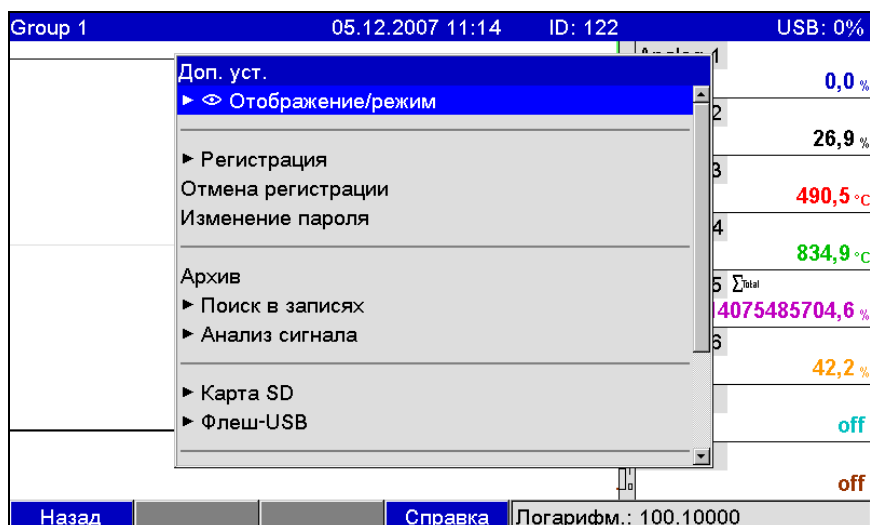 Group 1 05.12.2007 11:14 ID: 122 USB: 0%
Доп. уст.
Отображение/режим
Регистрация
Отмена регистрации
Изменение пароля
Архив
Поиск в записях
Анализ сигнала
Карта SD
Флеш-USB
1
0,0 %
2
26,9 %
3
490,5 °C
4
834,9 °C
5 ΣTotal
4075485704,6 %
6
42,2 %
off
off
Назад Справка Логарифм.: 100,10000